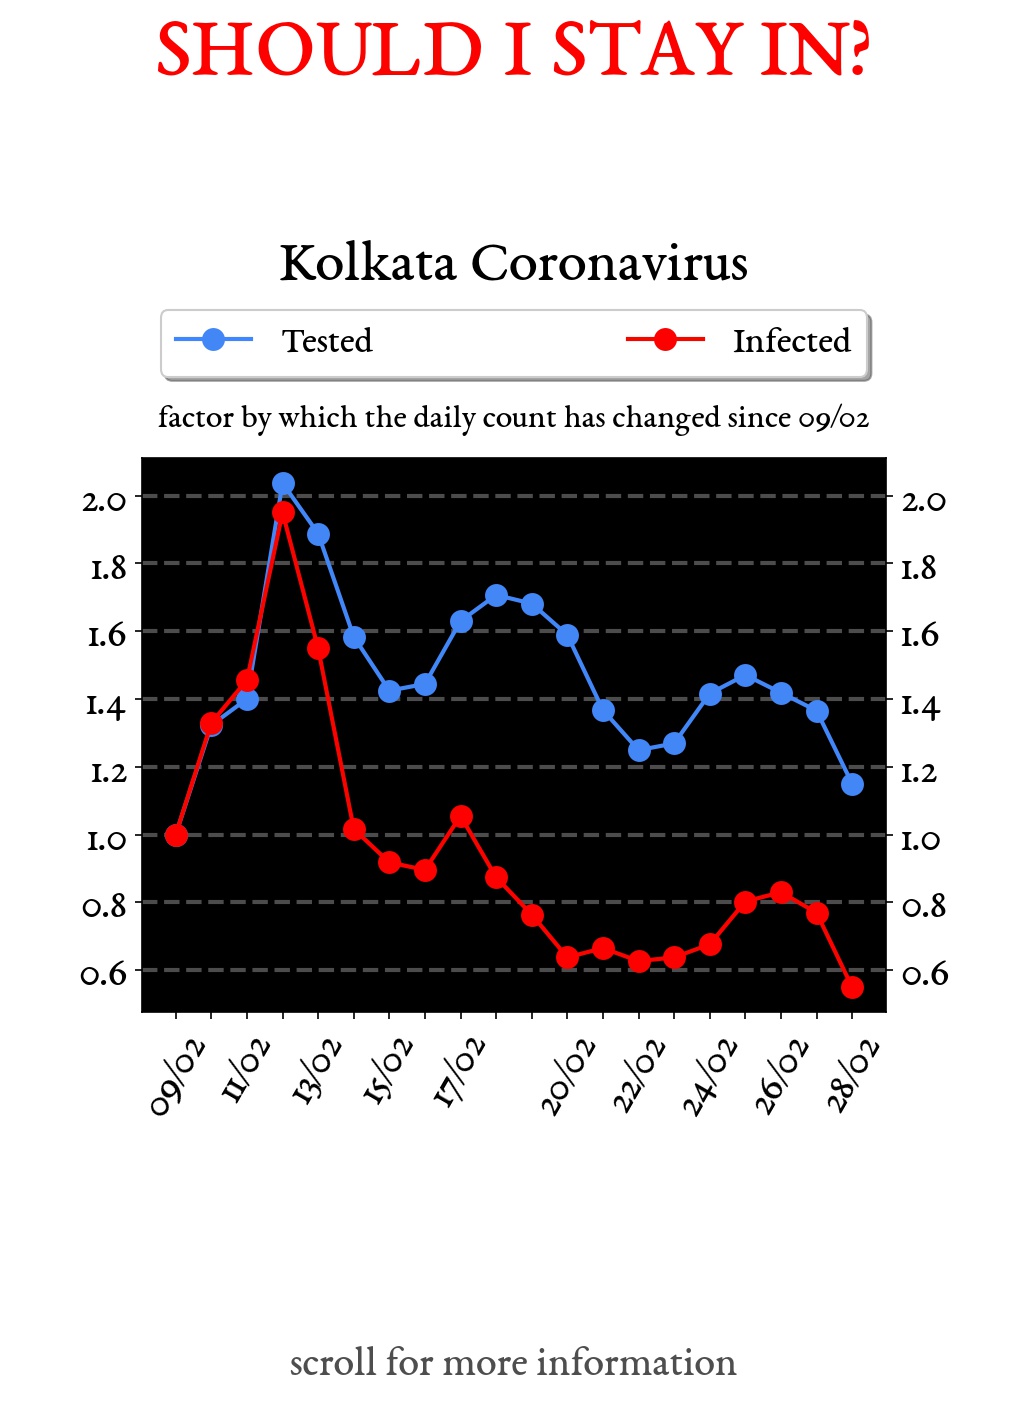 SHOULD I STAY IN?
Kolkata Coronavirus
Tested Infected
factor by which the daily count has changed since 09/02
2.0 2.0
1.8 1.8
1.6 1.6
1.4 1.4
1.2 1.2
1.0 1.0
0.8 0.8
0.6 0.6
09/02 11/02 13/02 15/02 17/02 20/02 22/02 24/02 26/02 28/02
scroll for more information